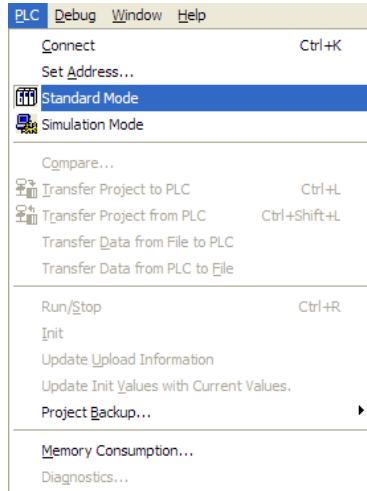 PLC Debug Window Help
Connect Ctrl+K
Set Address...
Standard Mode
Simulation Mode
Compare...
Transfer Project to PLC Ctrl+L
Transfer Project from PLC Ctrl+Shift+L
Transfer Data from File to PLC
Transfer Data from PLC to File
Run/Stop Ctrl+R
Init
Update Upload Information
Update Init Values with Current Values.
Project Backup...
Memory Consumption...
Diagnostics...